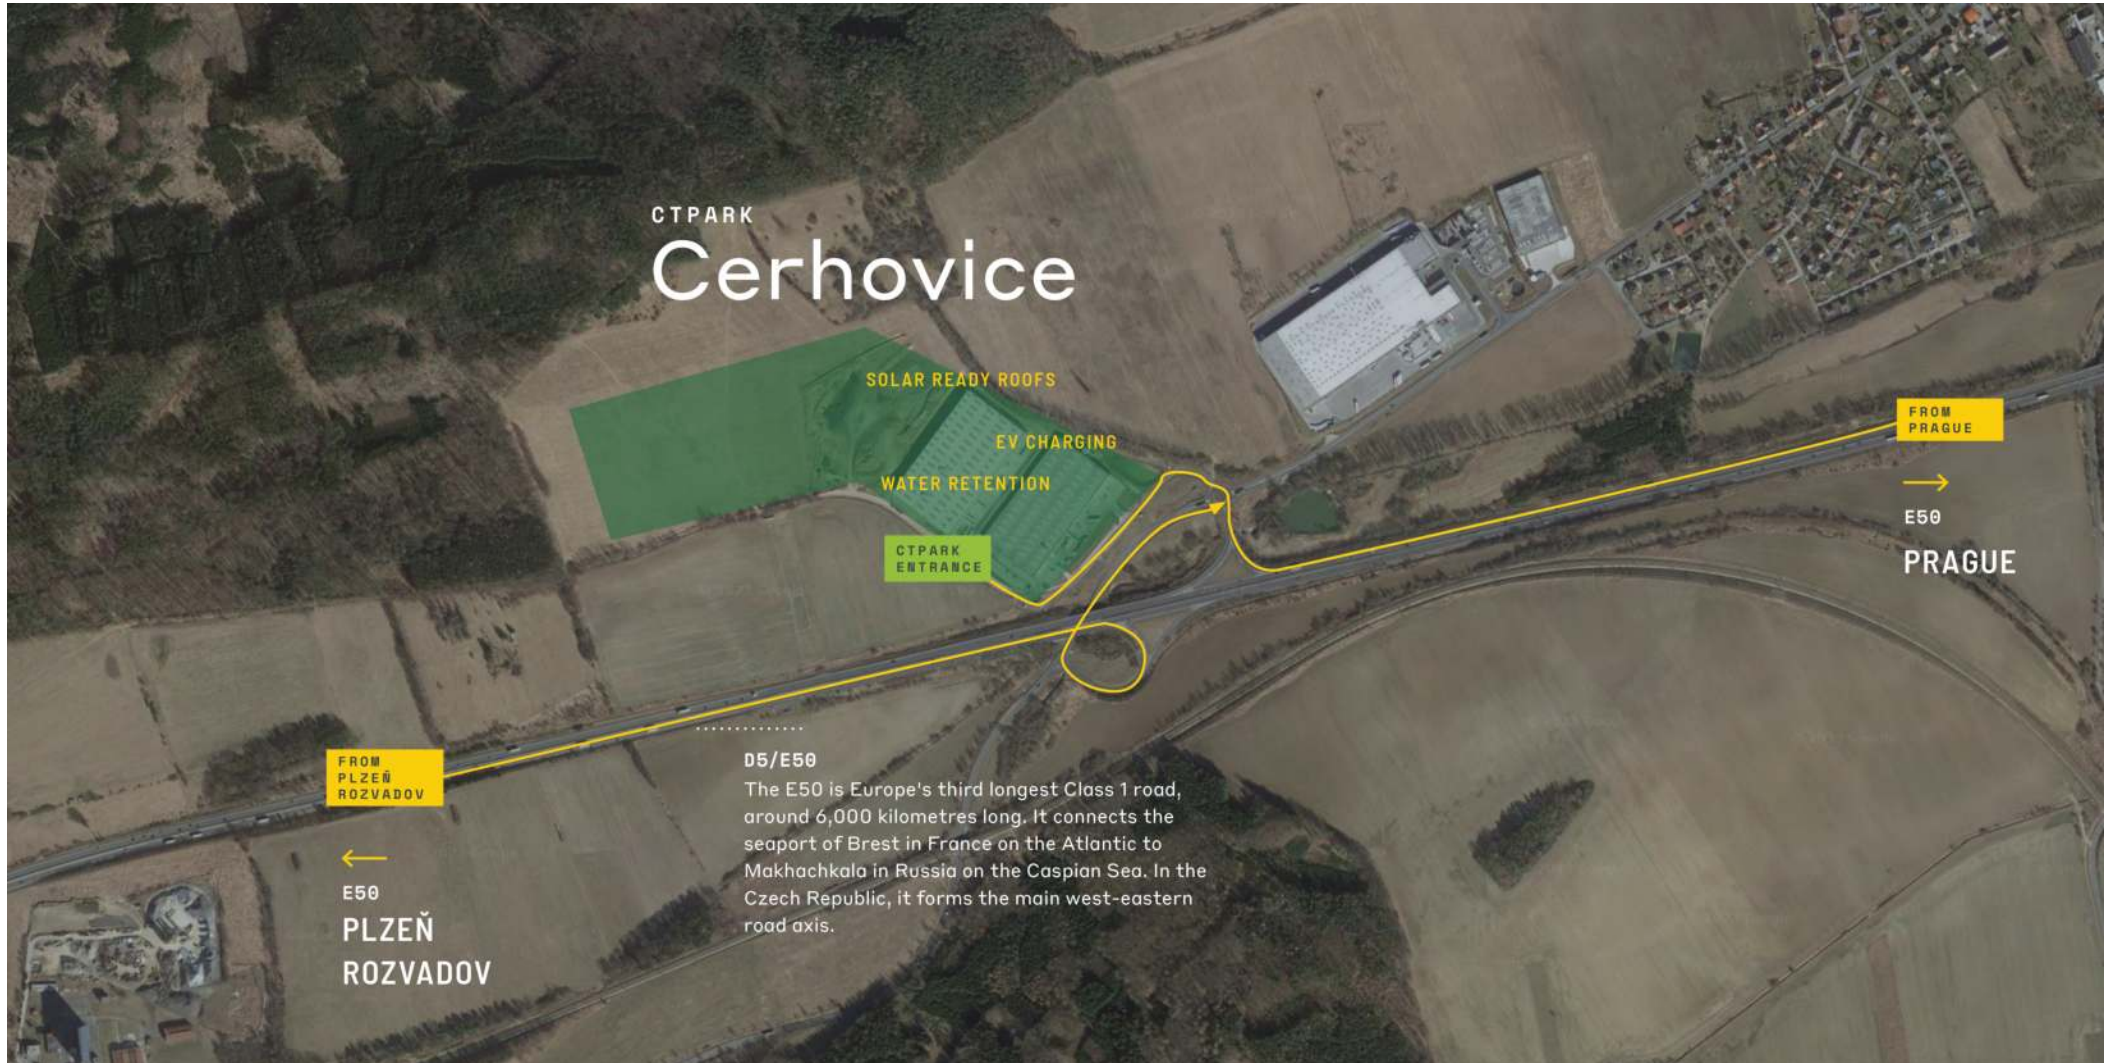 CTPARK
Cerhovice
SOLAR READY ROOFS
EV CHARGING
WATER RETENTION
CTPARK
ENTRANCE
FROM
PRAGUE
E50
PRAGUE
FROM
PLZEŇ
ROZVADOV
E50
PLZEŇ
ROZVADOV
D5/E50
The E50 is Europe's third longest Class 1 road,
around 6,000 kilometres long. It connects the
seaport of Brest in France on the Atlantic to
Makhachkala in Russia on the Caspian Sea. In the
Czech Republic, it forms the main west-eastern
road axis.